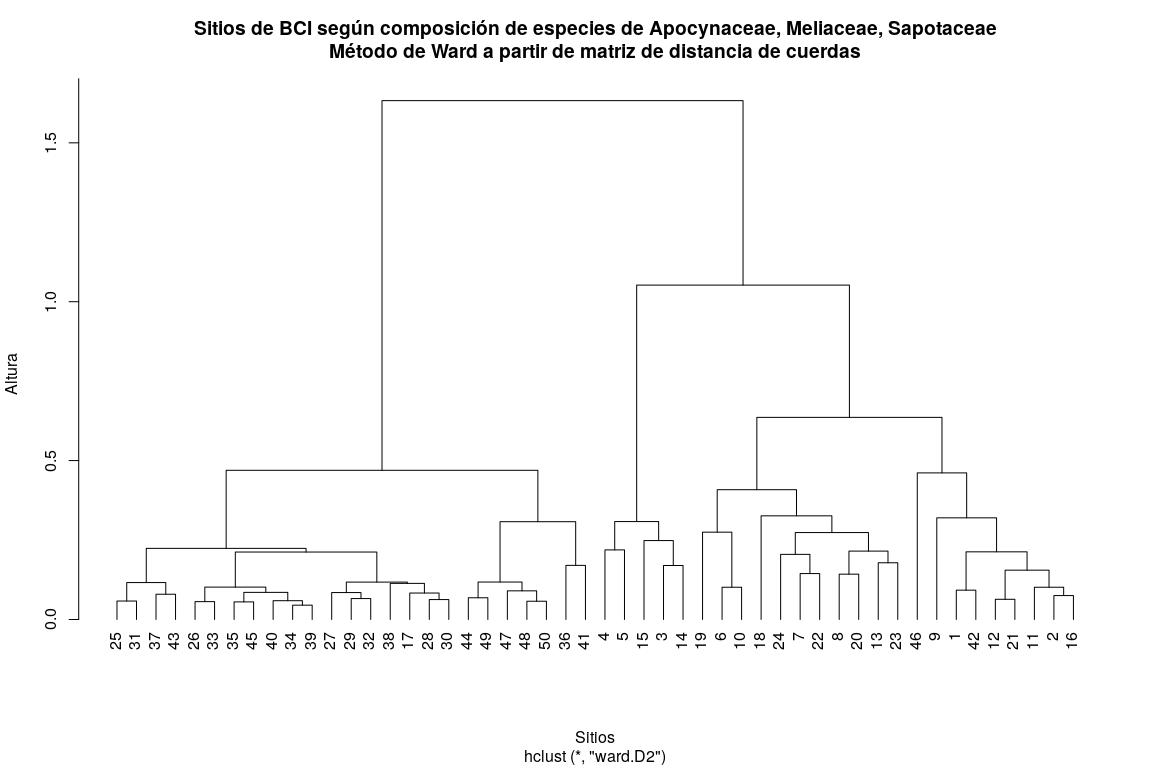 Sitios de BCI según composición de especies de Apocynaceae, Meliaceae, Sapotaceae
Método de Ward a partir de matriz de distancia de cuerdas
Altura
1.5
1.0
0.5
0.0
25 31 37 43 26 33 35 45 40 34 39 27 29 32 38 17 28 30 44 49 47 48 50 36 41 4 5 15 3 14 19 6 10 18 24 7 22 8 20 13 23 46 9 1 42 12 21 11 2 16
Sitios
hclust (*, "ward.D2")